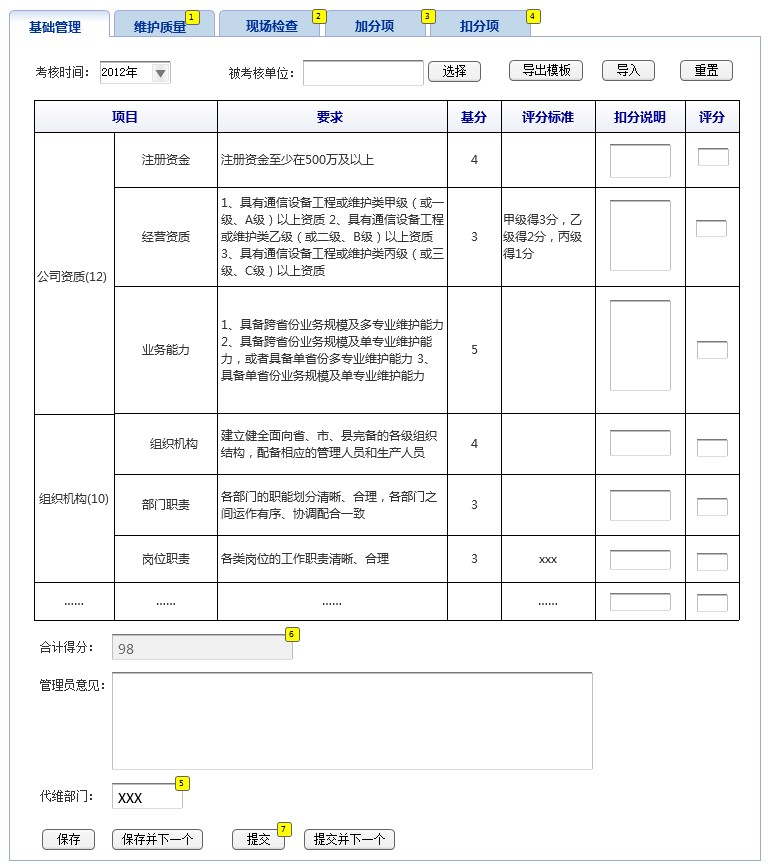 基础管理 维护质量 1 现场检查 2 加分项 3 扣分项 4
考核时间： 2012年 被考核单位： 选择 导出模板 导入 重置
项目 要求 基分 评分标准 扣分说明 评分
公司资质(12)
注册资金 注册资金至少在500万及以上 4
经营资质
1、具有通信设备工程或维护类甲级（或一
级、A级）以上资质 2、具有通信设备工程
或维护类乙级（或二级、B级）以上资质
3、具有通信设备工程或维护类丙级（或三
级、C级）以上资质
3
甲级得3分，乙
级得2分，丙级
得1分
业务能力
1、具备跨省份业务规模及多专业维护能力
2、具备跨省份业务规模及单专业维护能
力，或者具备单省份多专业维护能力 3、
具备单省份业务规模及单专业维护能力
5
组织机构(10)
组织机构
建立健全面向省、市、县完备的各级组织
结构，配备相应的管理人员和生产人员
4
部门职责
各部门的职能划分清晰、合理，各部门之
间运作有序、协调配合一致
3
岗位职责 各类岗位的工作职责清晰、合理 3 xxx
...... ...... ...... ......
合计得分： 98 6
管理员意见：
代维部门： XXX 5
保存 保存并下一个 提交 7 提交并下一个